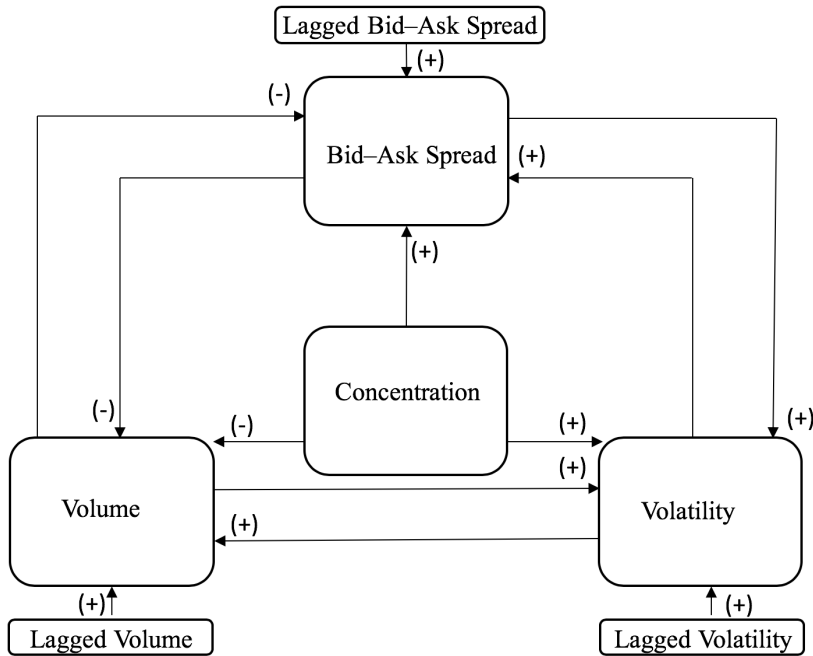 Lagged Bid–Ask Spread
(+)
(-)
Bid–Ask Spread
(+)
(+)
Concentration
(-)
(-)
(+)
(+)
(+)
Volume
(+)
Volatility
(+)
(+)
Lagged Volume
Lagged Volatility